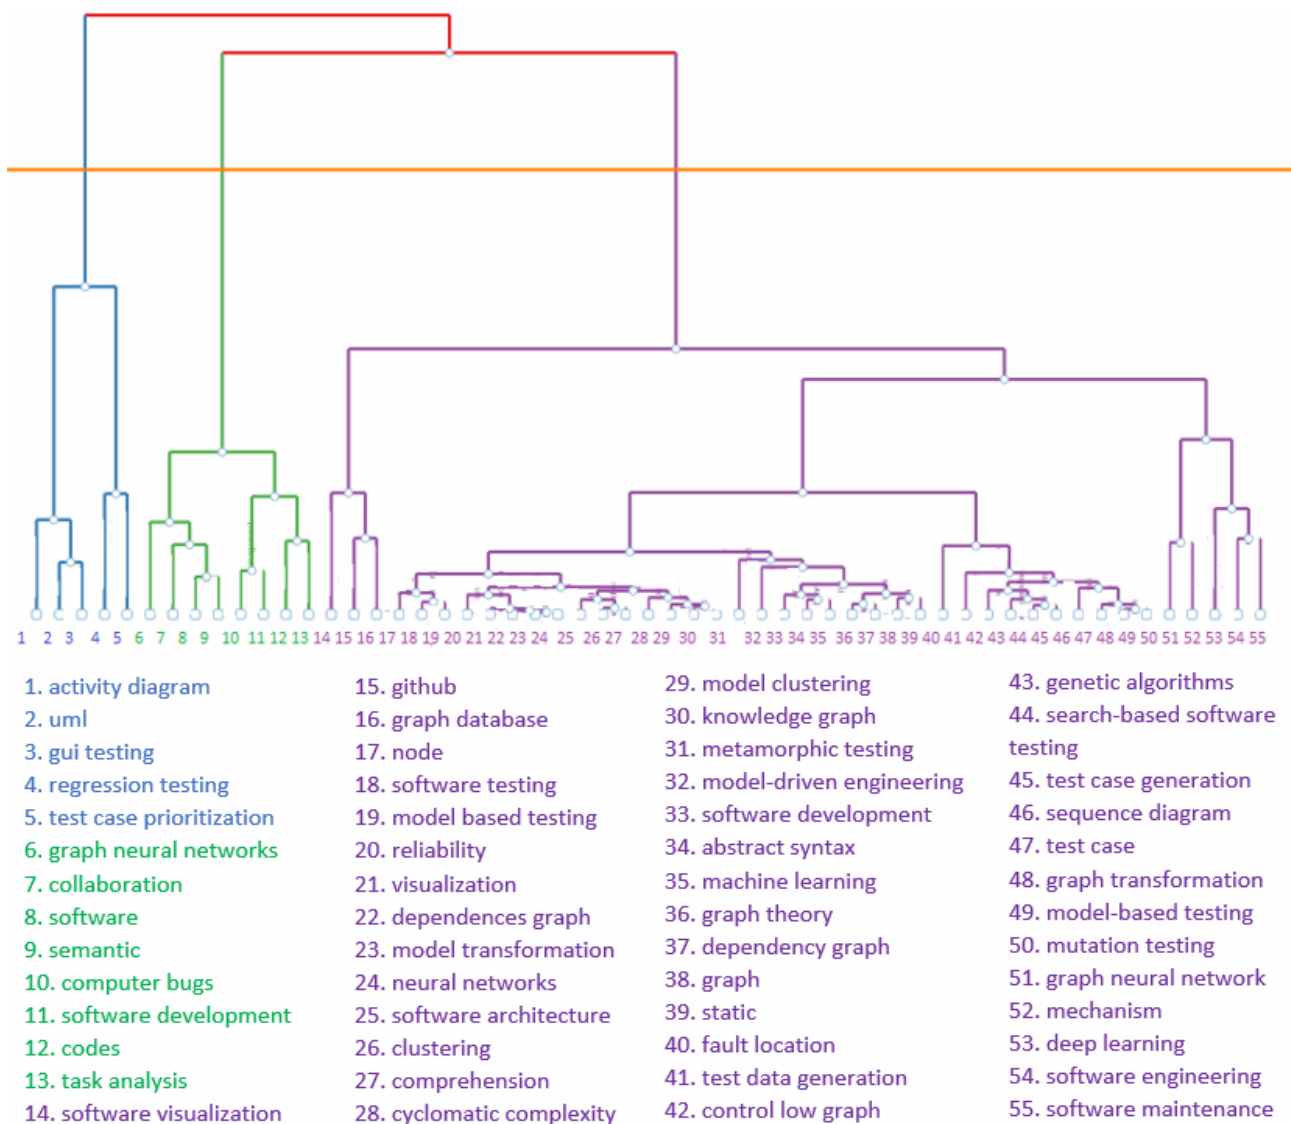 1 2 3 4 5 6 7 8 9 10 11 12 13 14 15 16 17 18 19 20 21 22 23 24 25 26 27 28 29 30 31 32 33 34 35 36 37 38 39 40 41 42 43 44 45 46 47 48 49 50 51 52 53 54 55
1. activity diagram
2. uml
3. gui testing
4. regression testing
5. test case prioritization
6. graph neural networks
7. collaboration
8. software
9. semantic
10. computer bugs
11. software development
12. codes
13. task analysis
14. software visualization
15. github
16. graph database
17. node
18. software testing
19. model based testing
20. reliability
21. visualization
22. dependences graph
23. model transformation
24. neural networks
25. software architecture
26. clustering
27. comprehension
28. cyclomatic complexity
29. model clustering
30. knowledge graph
31. metamorphic testing
32. model-driven engineering
33. software development
34. abstract syntax
35. machine learning
36. graph theory
37. dependency graph
38. graph
39. static
40. fault location
41. test data generation
42. control low graph
43. genetic algorithms
44. search-based software
testing
45. test case generation
46. sequence diagram
47. test case
48. graph transformation
49. model-based testing
50. mutation testing
51. graph neural network
52. mechanism
53. deep learning
54. software engineering
55. software maintenance